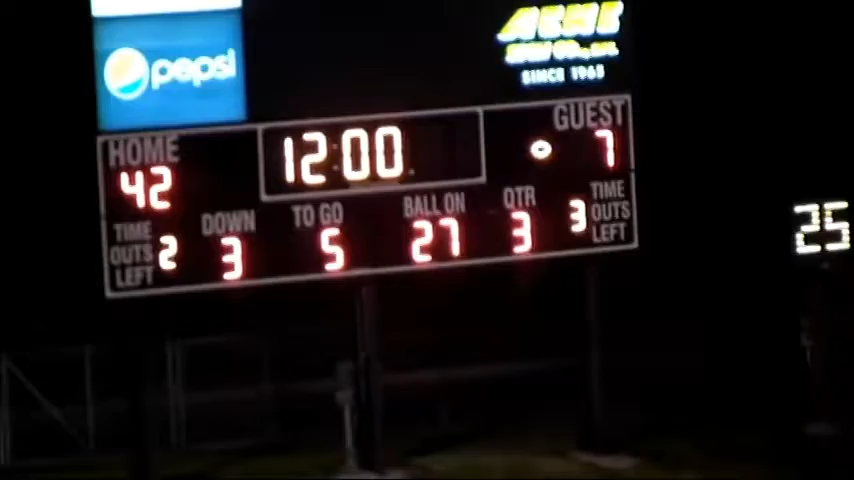 pepsi
ACME
SINCE 1965
HOME
GUEST
12:00
42
7
TIME OUTS LEFT 2
DOWN 3
TO GO 5
BALL ON 27
QTR 3
3 TIME OUTS LEFT
25